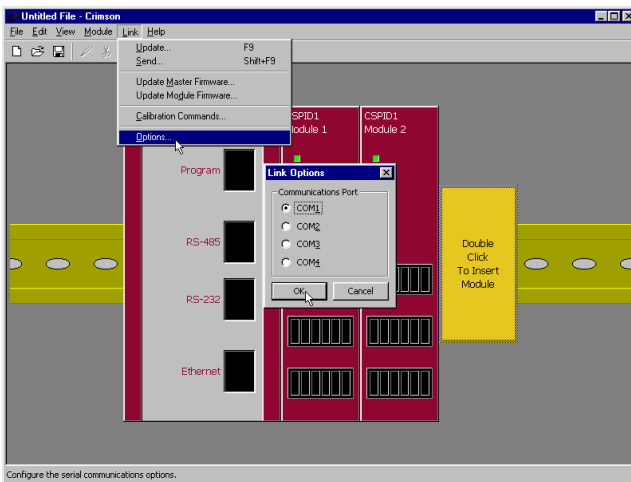 Untitled File - Crimson
File Edit View Module Link Help
Update... F9
Send... Shift+F9
Update Master Firmware...
Update Module Firmware...
Calibration Commands...
Options...
CSPID1
Module 1
CSPID1
Module 2
Program
RS-485
RS-232
Ethernet
Link Options
Communications Port
COM1
COM2
COM3
COM4
OK
Cancel
Double
Click
To Insert
Module
Configure the serial communications options.